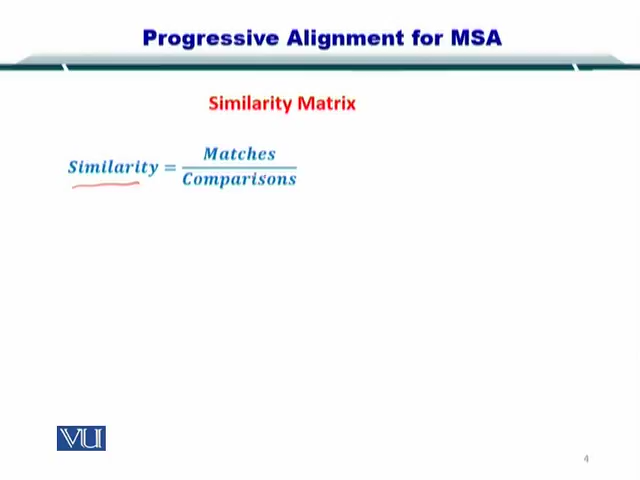 Progressive Alignment for MSA
Similarity Matrix
Similarity = Matches / Comparisons
VU
4